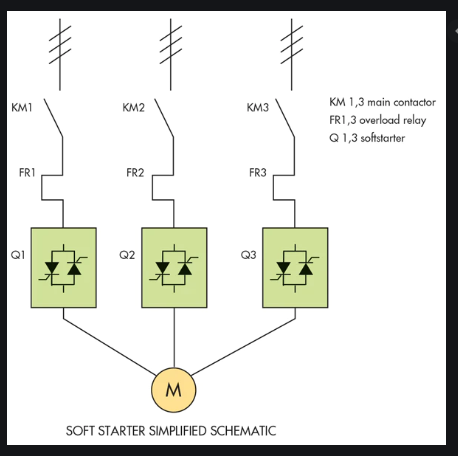 KM1
KM2
KM3
KM 1,3 main contactor
FR1,3 overload relay
Q 1,3 softstarter
FR1
FR2
FR3
Q1
Q2
Q3
M
SOFT STARTER SIMPLIFIED SCHEMATIC